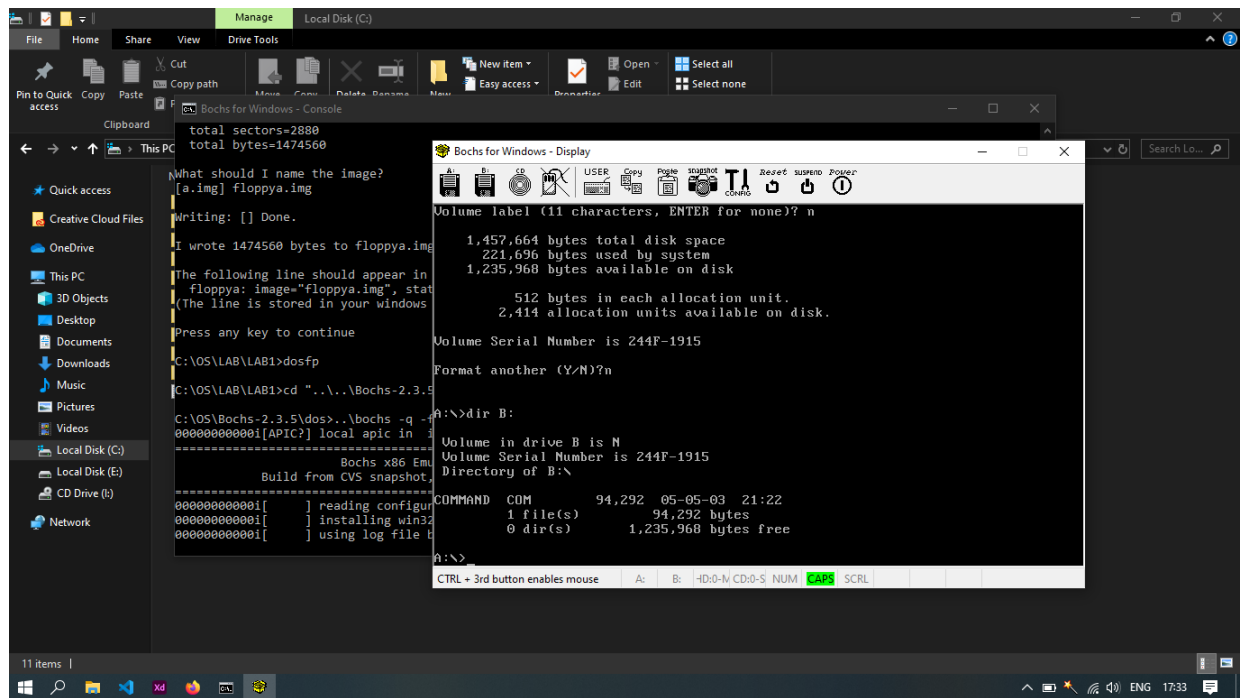 Manage
Local Disk (C:)
File
Home
Share
View
Drive Tools
Pin to Quick
access
Copy
Paste
Cut
Copy path
Clipboard
Move
Copy
Delete
Rename
New
New item
Easy access
Properties
Open
Edit
Select all
Select none
This PC
Search Lo...
Quick access
Creative Cloud Files
OneDrive
This PC
3D Objects
Desktop
Documents
Downloads
Music
Pictures
Videos
Local Disk (C:)
Local Disk (E:)
CD Drive (I:)
Network
11 items
Bochs for Windows - Console
total sectors=2880
total bytes=1474560
What should I name the image?
[a.img] floppya.img
Writing: [] Done.
I wrote 1474560 bytes to floppya.img
The following line should appear in
floppya: image="floppya.img", stat
(The line is stored in your windows
Press any key to continue
C:\OS\LAB\LAB1>dosfp
C:\OS\LAB\LAB1>cd "..\..\Bochs-2.3.5
C:\OS\Bochs-2.3.5\dos>..\bochs -q -f
00000000000i[APIC?] local apic in i
========================================
Bochs x86 Emu
Build from CVS snapshot,
========================================
00000000000i[     ] reading configur
00000000000i[     ] installing win32
00000000000i[     ] using log file b
Bochs for Windows - Display
A:
B:
CD
USER
Copy
Paste
snapshot
CONFIG
Reset
SUSPEND
Power
Volume label (11 characters, ENTER for none)? n
1,457,664 bytes total disk space
221,696 bytes used by system
1,235,968 bytes available on disk
512 bytes in each allocation unit.
2,414 allocation units available on disk.
Volume Serial Number is 244F-1915
Format another (Y/N)?n
A:\>dir B:
Volume in drive B is N
Volume Serial Number is 244F-1915
Directory of B:\
COMMAND  COM        94,292  05-05-03  21:22
1 file(s)         94,292 bytes
0 dir(s)       1,235,968 bytes free
A:\>_
CTRL + 3rd button enables mouse
A:
B:
HD:0-M
CD:0-S
NUM
CAPS
SCRL
Xd
ENG
17:33